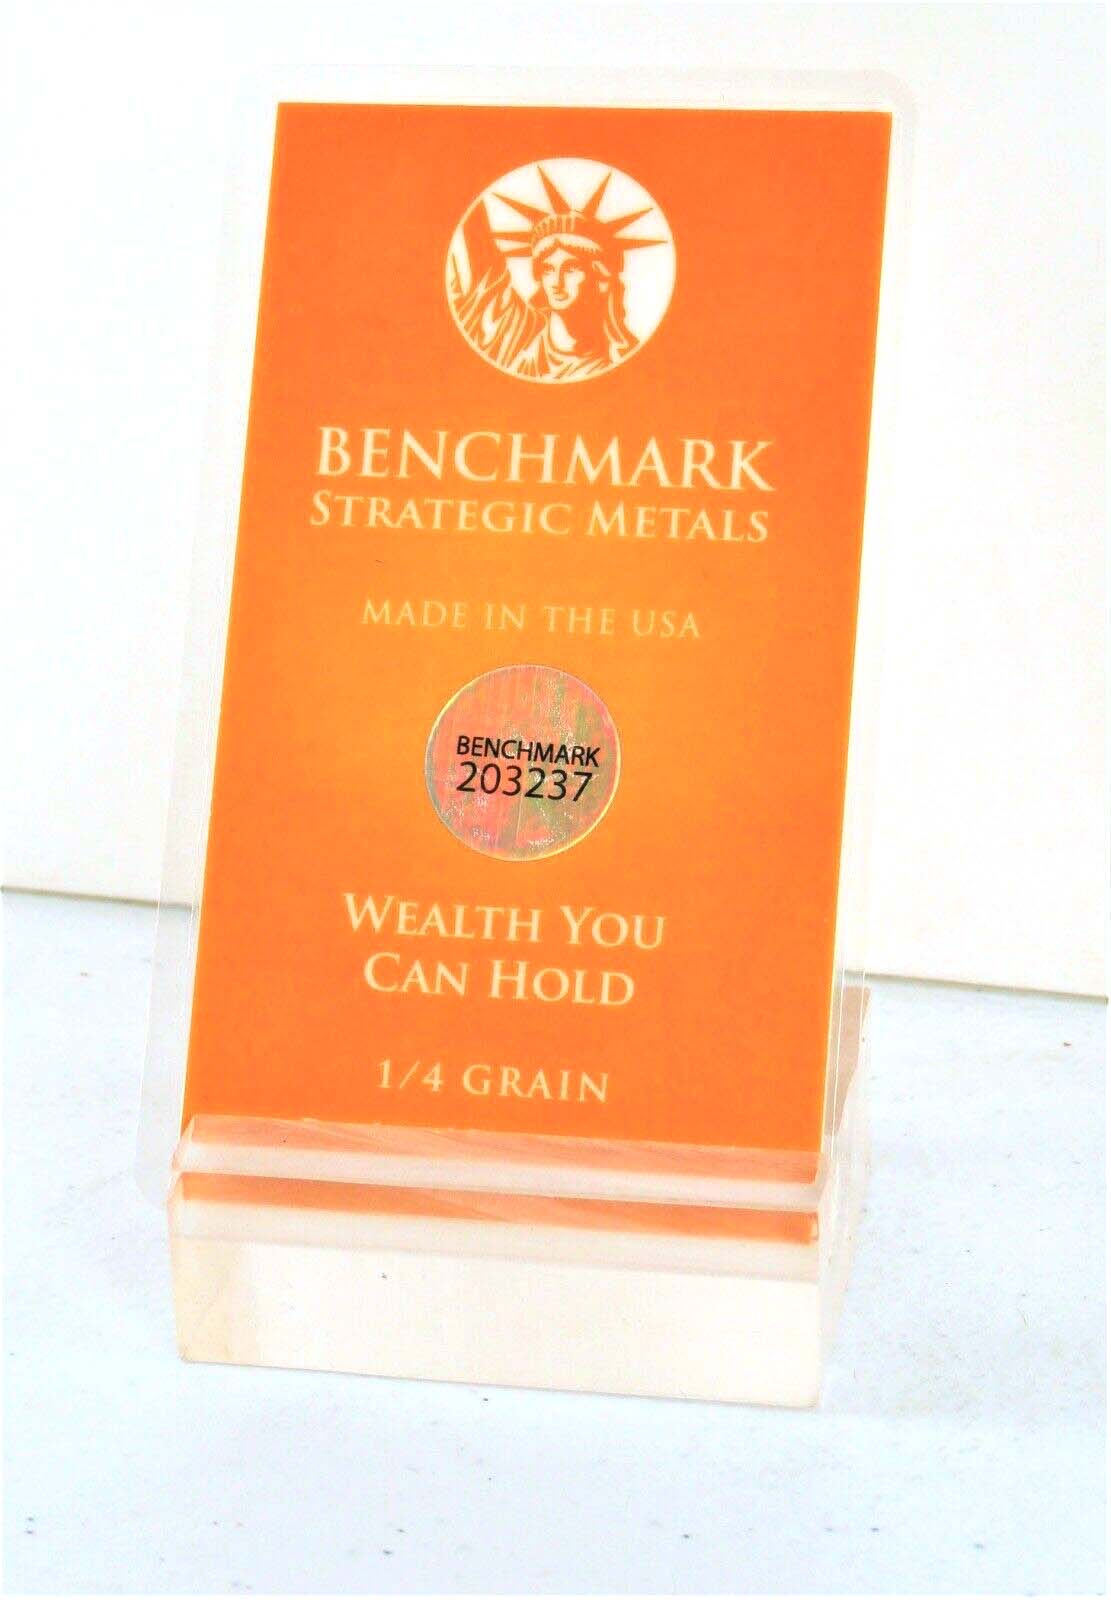 BENCHMARK
STRATEGIC METALS
MADE IN THE USA
BENCHMARK
203237
WEALTH YOU
CAN HOLD
1/4 GRAIN